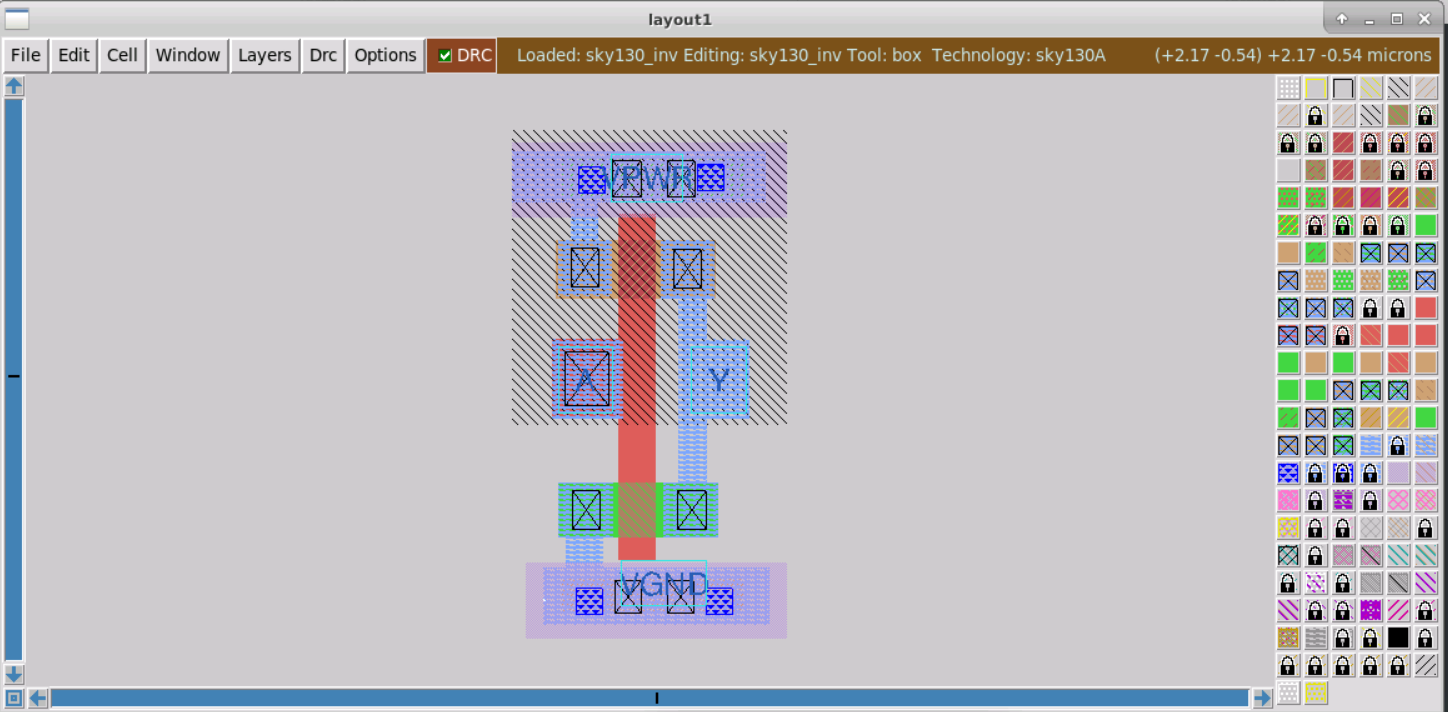 layout1
File Edit Cell Window Layers Drc Options DRC Loaded: sky130_inv Editing: sky130_inv Tool: box Technology: sky130A (+2.17 -0.54) +2.17 -0.54 microns
VPWR
A Y
VGND